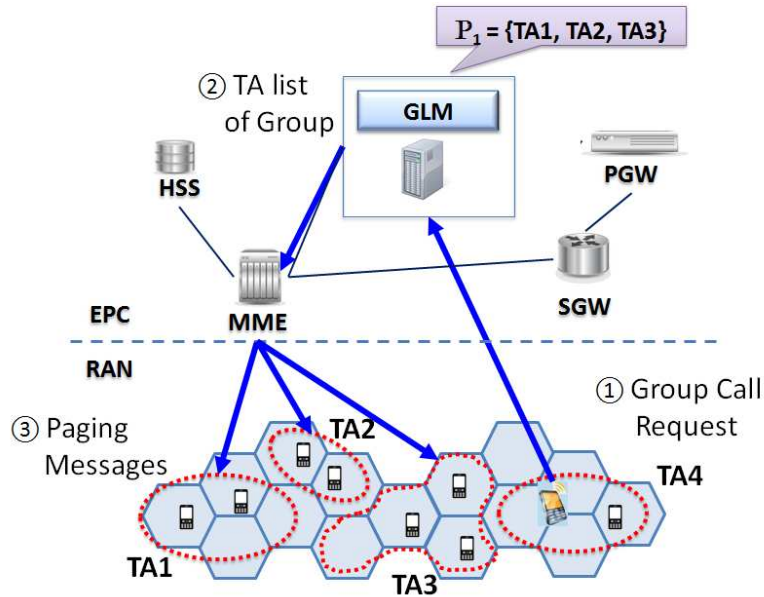 P1 = {TA1, TA2, TA3}
② TA list
of Group
GLM
HSS
PGW
MME
SGW
EPC
RAN
① Group Call
Request
③ Paging
Messages
TA2
TA4
TA1
TA3